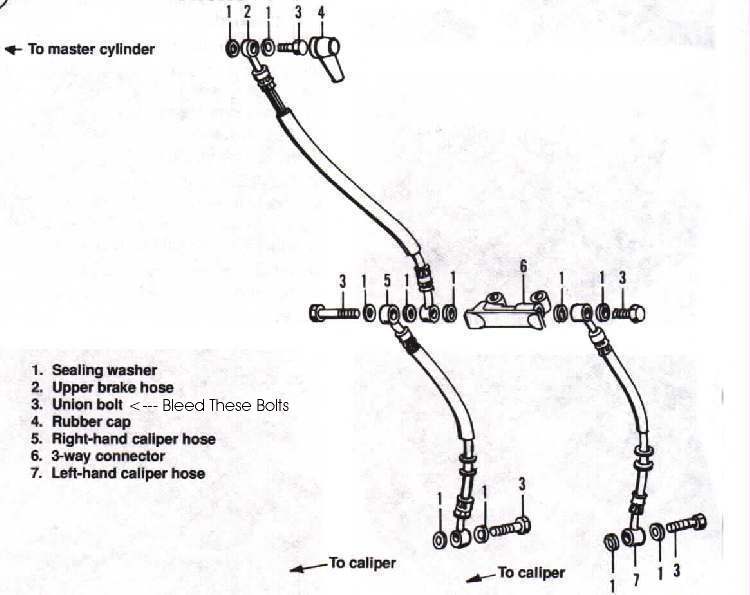 1 2 1 3 4
← To master cylinder
3 1 5 1 1 6 1 1 3
1. Sealing washer
2. Upper brake hose
3. Union bolt <--- Bleed These Bolts
4. Rubber cap
5. Right-hand caliper hose
6. 3-way connector
7. Left-hand caliper hose
1 1 3
To caliper
To caliper
1 7 1 3